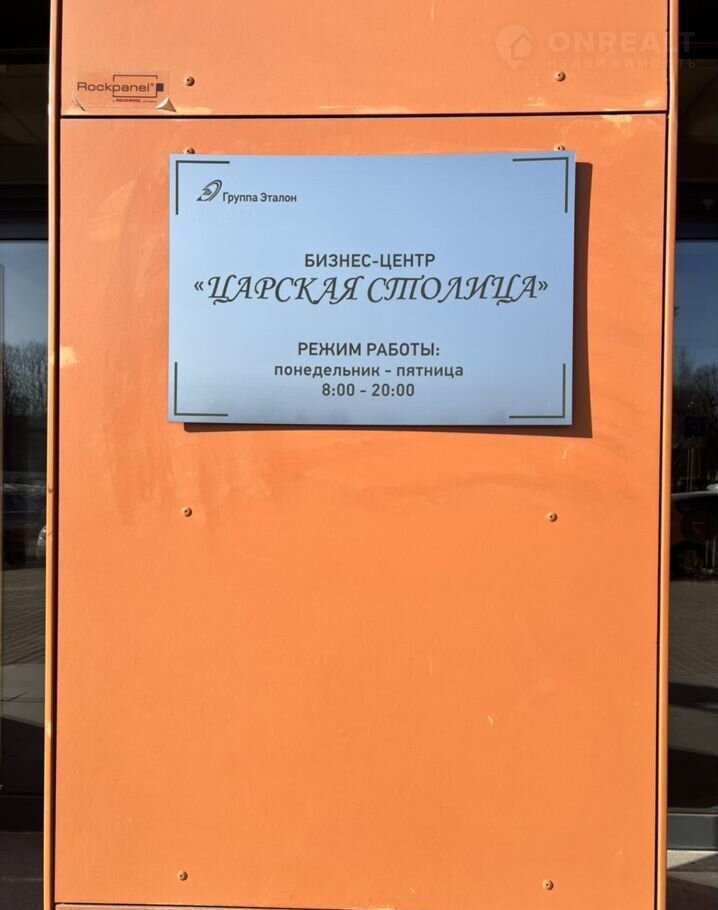 ONREALT
НЕДВИЖИМОСТЬ
Rockpanel®
Группа Эталон
БИЗНЕС-ЦЕНТР
«ЦАРСКАЯ СТОЛИЦА»
РЕЖИМ РАБОТЫ:
понедельник - пятница
8:00 - 20:00